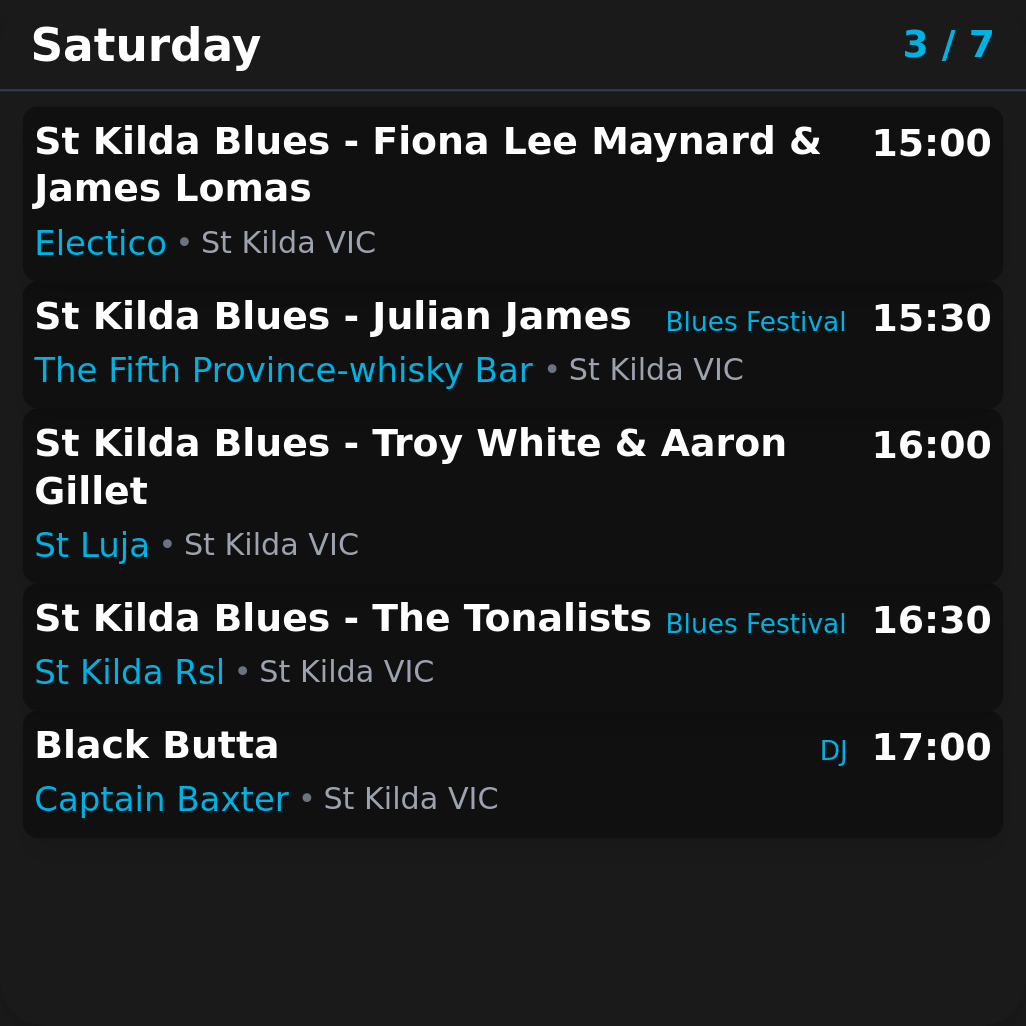 Saturday
3 / 7
St Kilda Blues - Fiona Lee Maynard &
James Lomas
15:00
Electico • St Kilda VIC
St Kilda Blues - Julian James
Blues Festival
15:30
The Fifth Province-whisky Bar • St Kilda VIC
St Kilda Blues - Troy White & Aaron
Gillet
16:00
St Luja • St Kilda VIC
St Kilda Blues - The Tonalists
Blues Festival
16:30
St Kilda Rsl • St Kilda VIC
Black Butta
DJ
17:00
Captain Baxter • St Kilda VIC